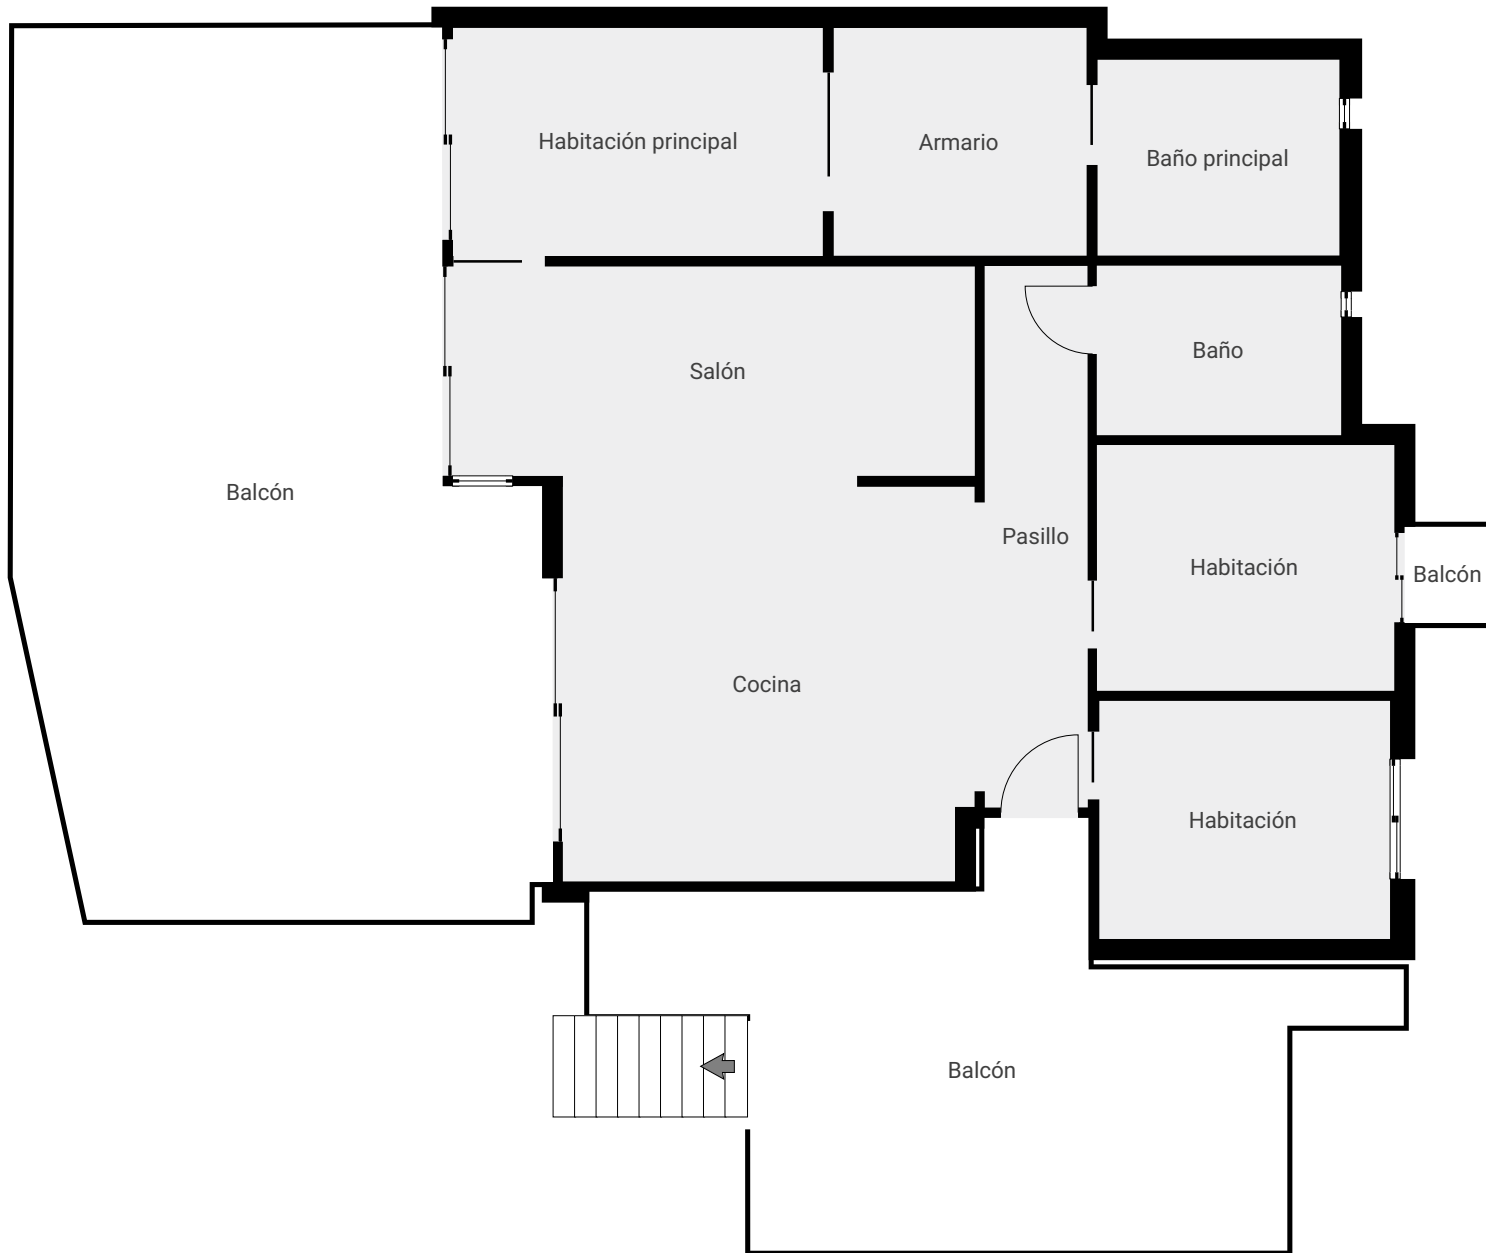 Habitación principal
Armario
Baño principal
Salón
Baño
Balcón
Pasillo
Habitación
Balcón
Cocina
Habitación
Balcón